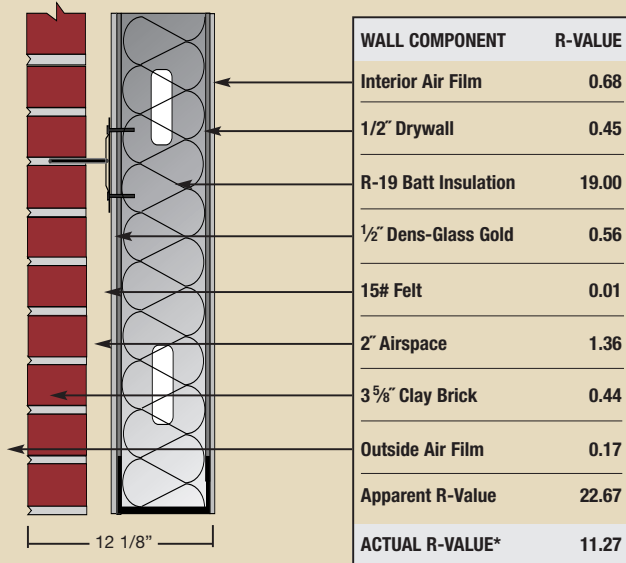 WALL COMPONENT R-VALUE
Interior Air Film 0.68
1/2˝ Drywall 0.45
R-19 Batt Insulation 19.00
½˝ Dens-Glass Gold 0.56
15# Felt 0.01
2˝ Airspace 1.36
3 ⅝˝ Clay Brick 0.44
Outside Air Film 0.17
Apparent R-Value 22.67
ACTUAL R-VALUE* 11.27
12 1/8”